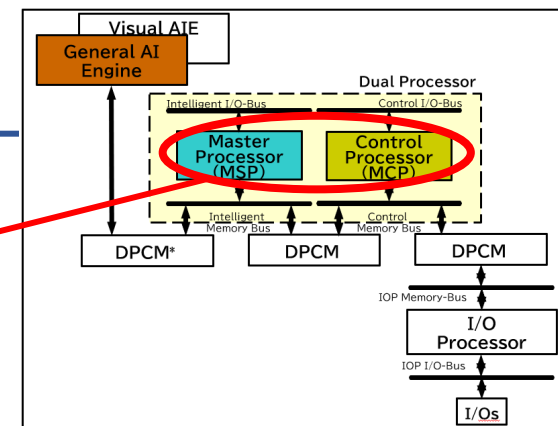 Visual AIE
General AI
Engine
Dual Processor
Intelligent I/O-Bus
Control I/O-Bus
Master
Processor
(MSP)
Control
Processor
(MCP)
Intelligent
Memory Bus
Control
Memory Bus
DPCM*
DPCM
DPCM
IOP Memory-Bus
I/O
Processor
IOP I/O-Bus
I/Os